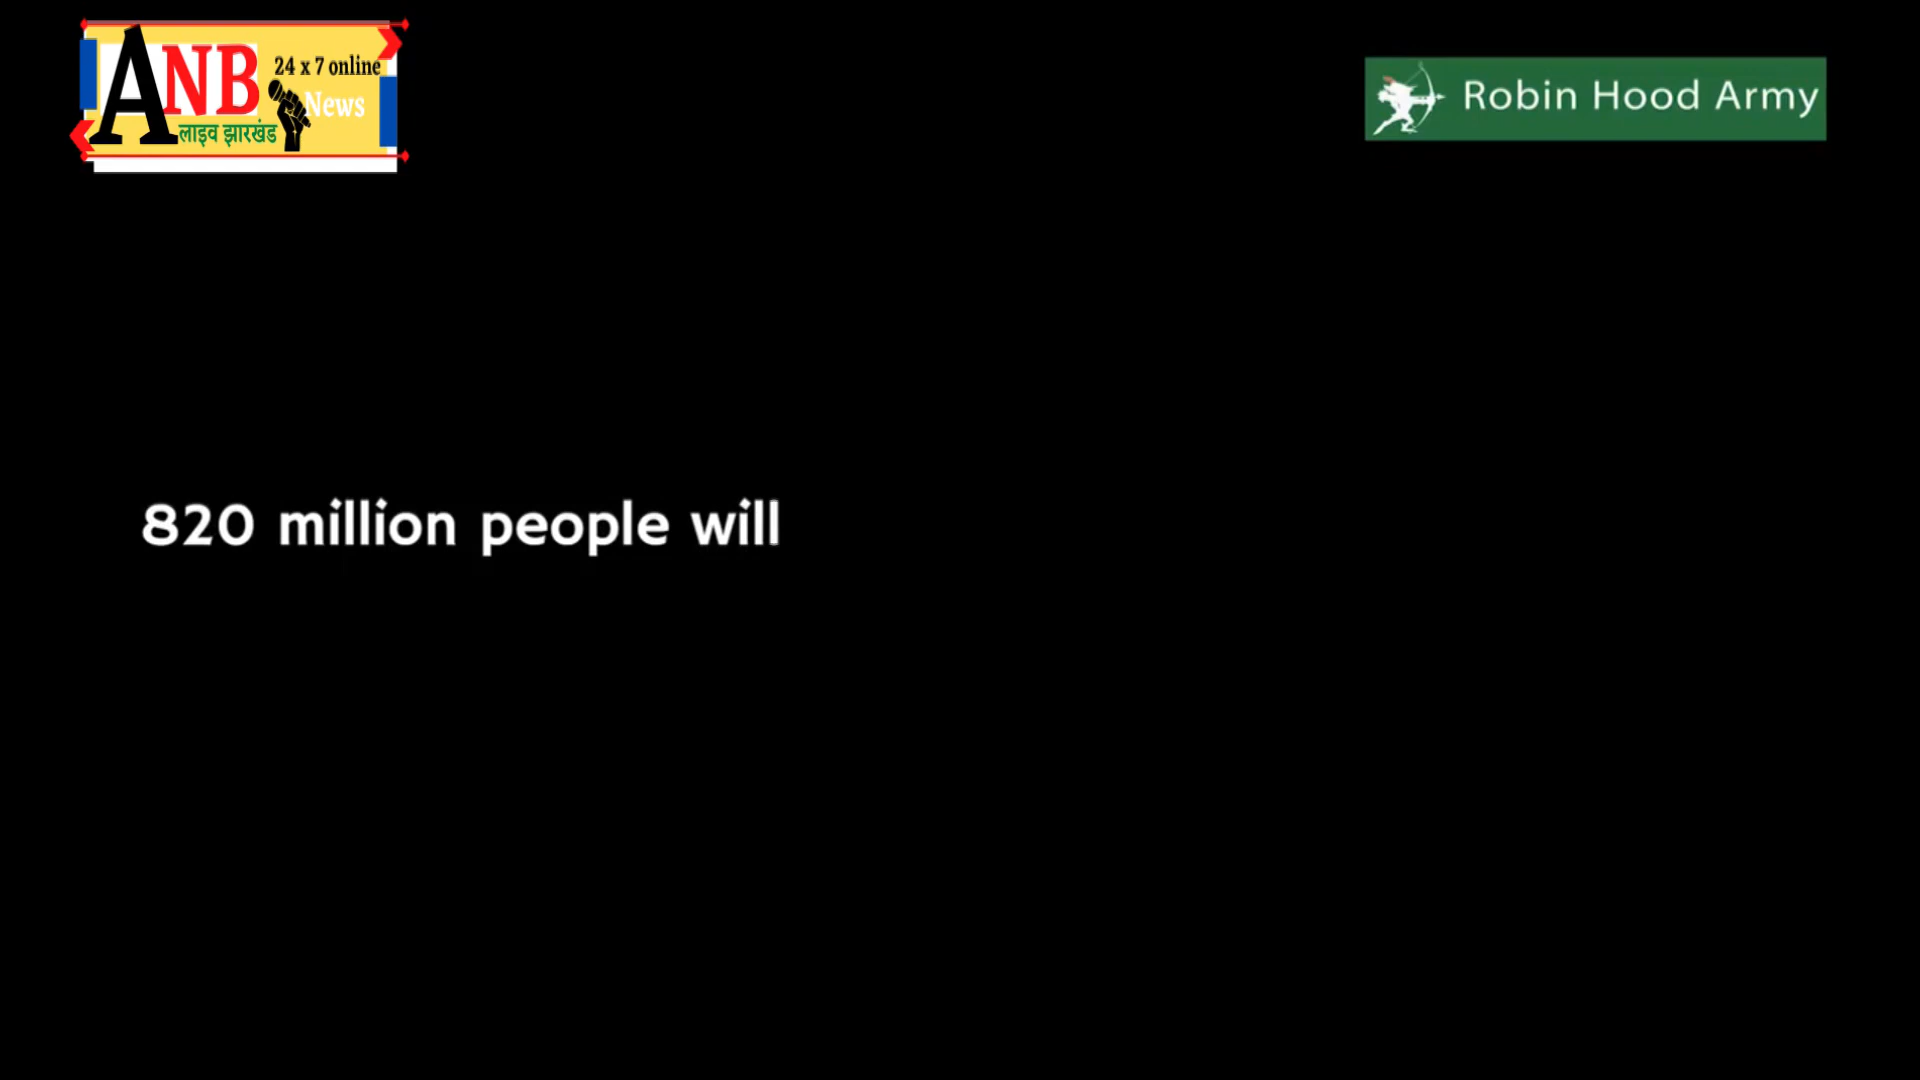 ANB
24 x 7 online
News
लाइव झारखंड
Robin Hood Army
820 million people will